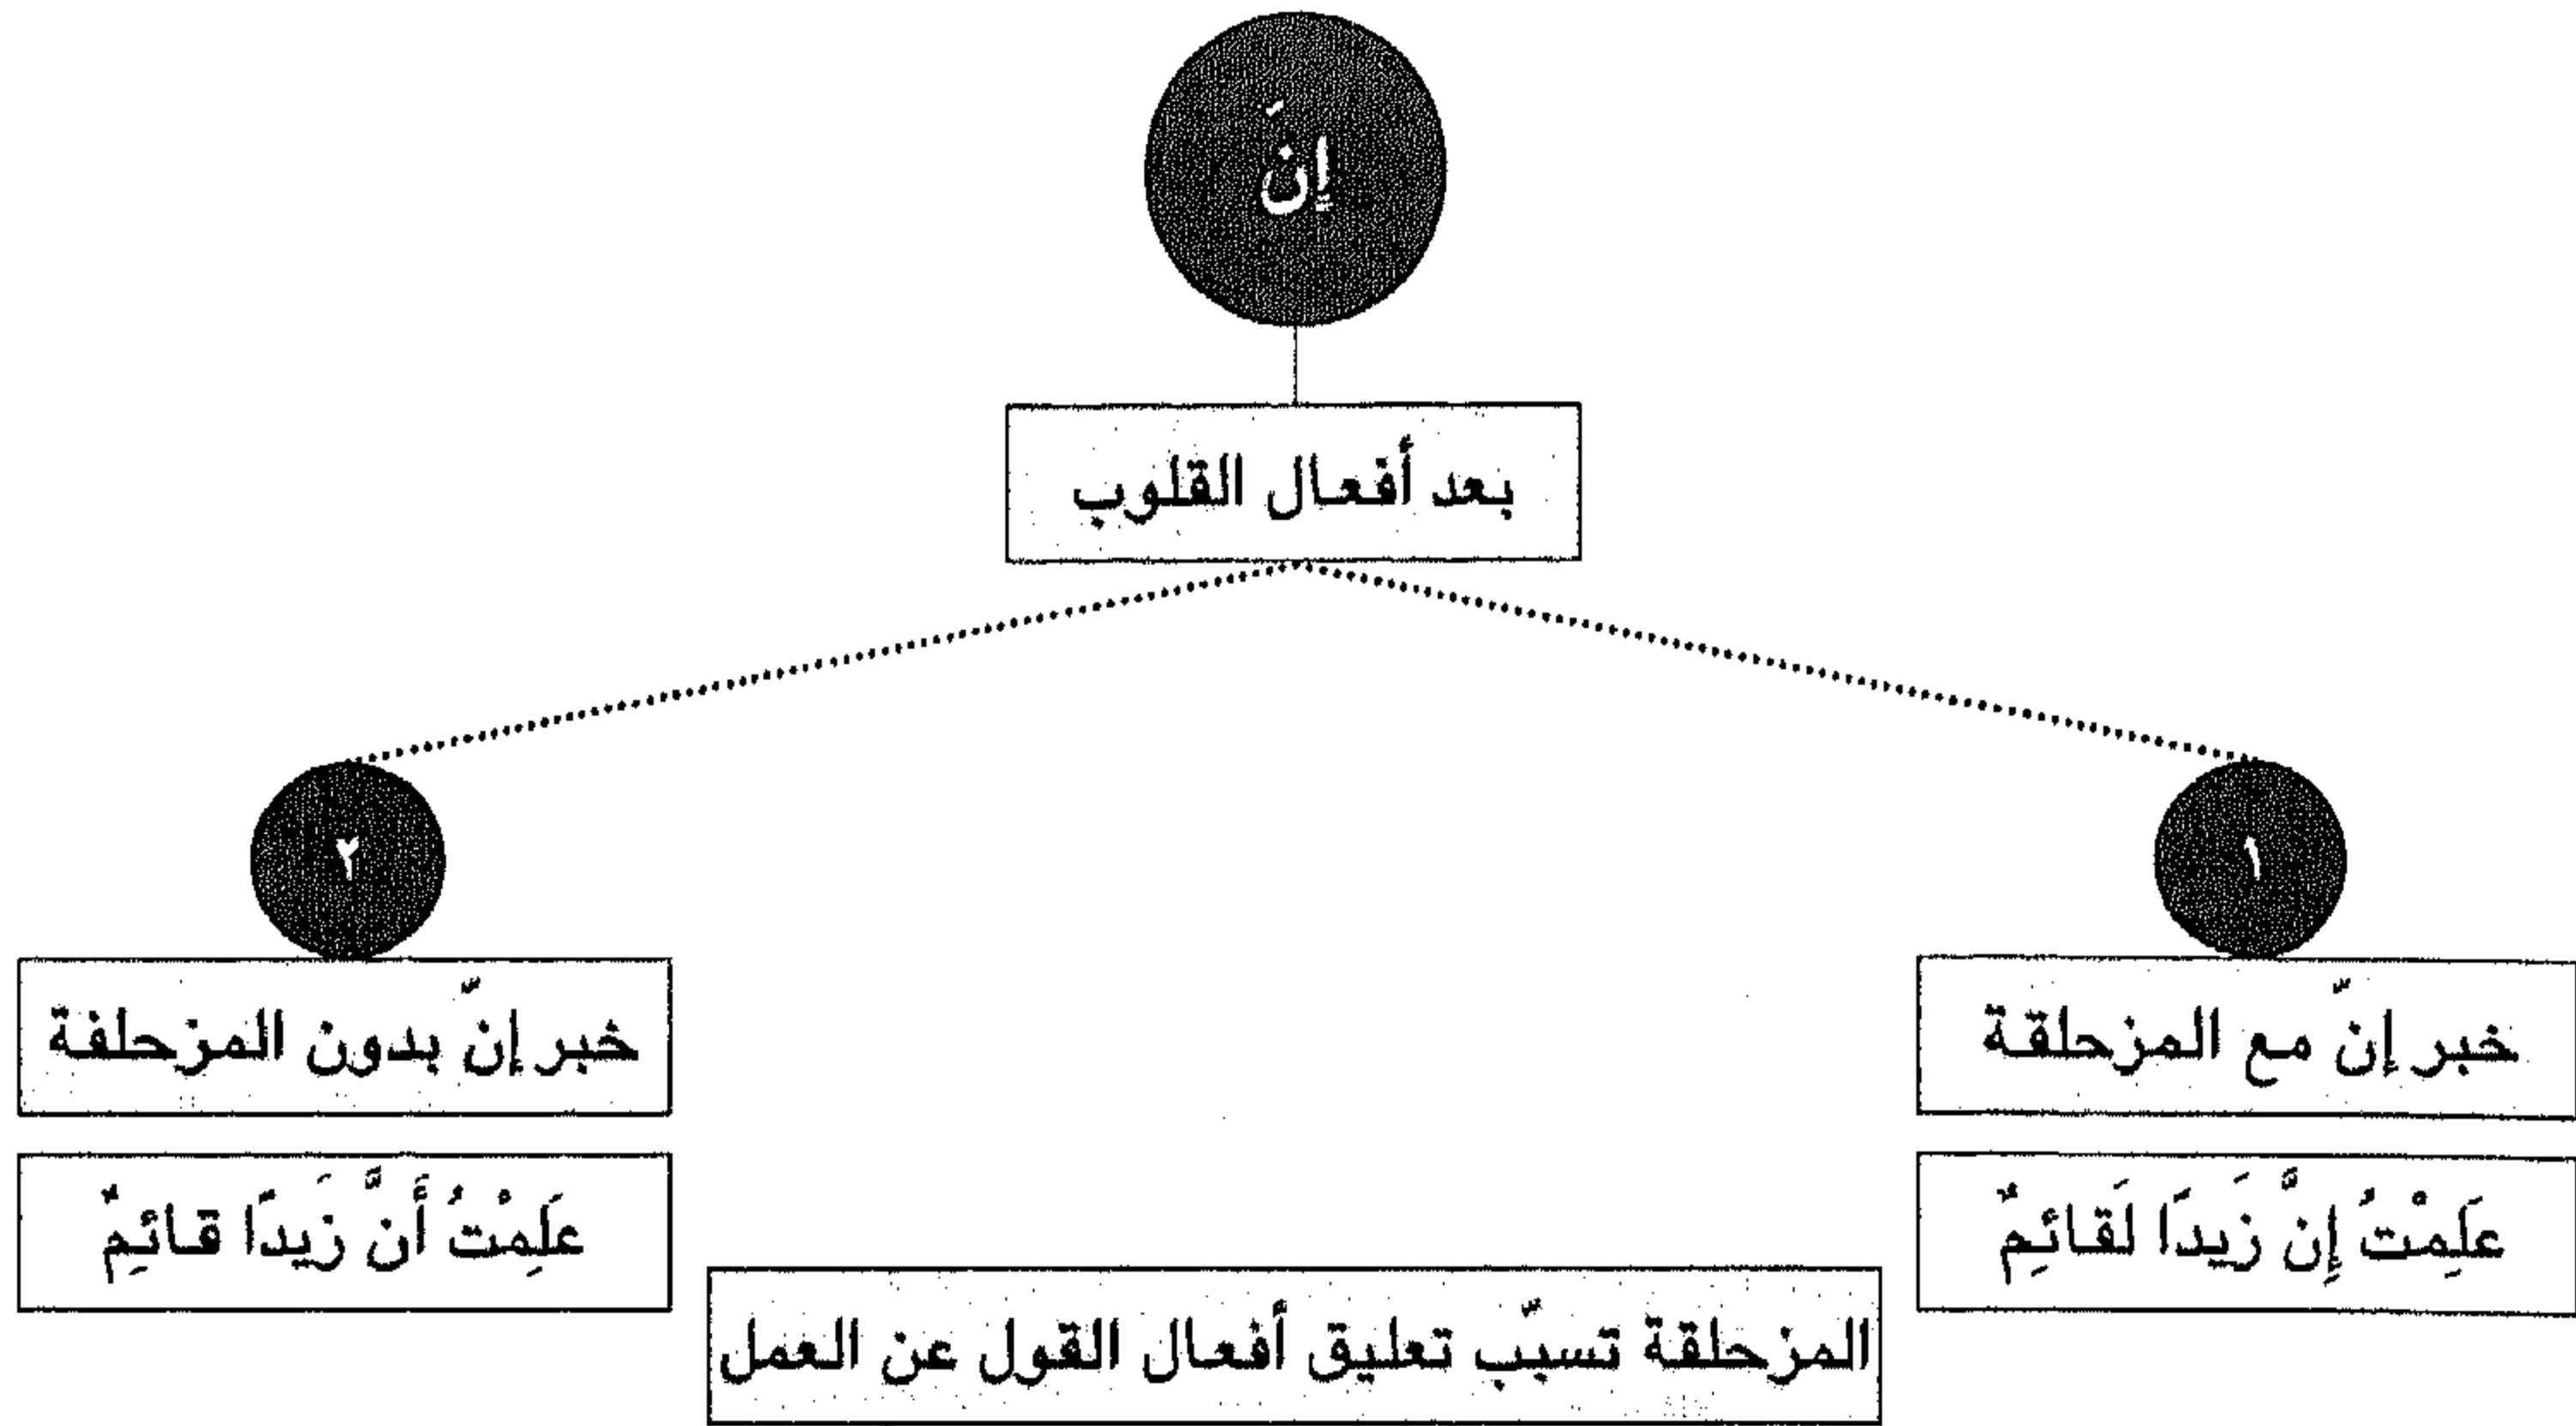 إنَّ
بعد أفعال القلوب
١
خبر إنّ مع المزحلقة
عَلِمْتُ إِنَّ زَيدًا لَقائِمٌ
٢
خبر إنّ بدون المزحلفة
عَلِمْتُ أَنَّ زَيدًا قائِمٌ
المزحلقة تسبّب تعليق أفعال القول عن العمل